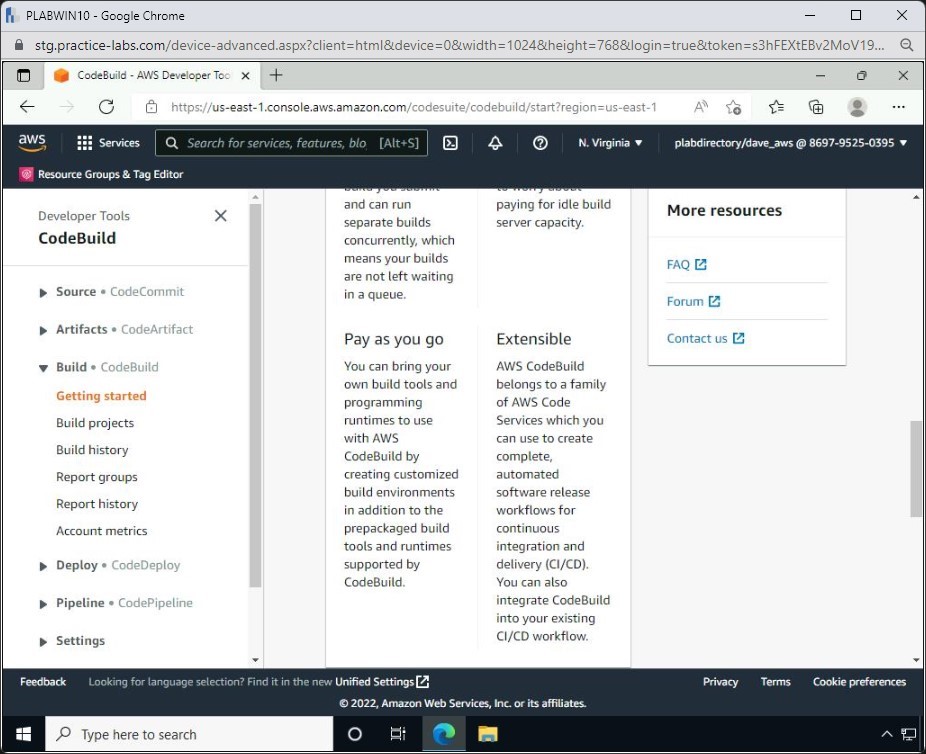 PLABWIN10 - Google Chrome
stg.practice-labs.com/device-advanced.aspx?client=html&device=0&width=1024&height=768&login=true&token=s3hFEXtEBv2MoV19...
CodeBuild - AWS Developer Too
https://us-east-1.console.aws.amazon.com/codesuite/codebuild/start?region=us-east-1
aws
Services
Search for services, features, blo
[Alt+S]
N. Virginia
plabdirectory/dave_aws @ 8697-9525-0395
Resource Groups & Tag Editor
Developer Tools
CodeBuild
Source • CodeCommit
Artifacts • CodeArtifact
Build • CodeBuild
Getting started
Build projects
Build history
Report groups
Report history
Account metrics
Deploy • CodeDeploy
Pipeline • CodePipeline
Settings
build you submit
and can run
separate builds
concurrently, which
means your builds
are not left waiting
in a queue.
to worry about
paying for idle build
server capacity.
Pay as you go
You can bring your
own build tools and
programming
runtimes to use
with AWS
CodeBuild by
creating customized
build environments
in addition to the
prepackaged build
tools and runtimes
supported by
CodeBuild.
Extensible
AWS CodeBuild
belongs to a family
of AWS Code
Services which you
can use to create
complete,
automated
software release
workflows for
continuous
integration and
delivery (CI/CD).
You can also
integrate CodeBuild
into your existing
CI/CD workflow.
More resources
FAQ
Forum
Contact us
Feedback
Looking for language selection? Find it in the new Unified Settings
Privacy
Terms
Cookie preferences
© 2022, Amazon Web Services, Inc. or its affiliates.
Type here to search